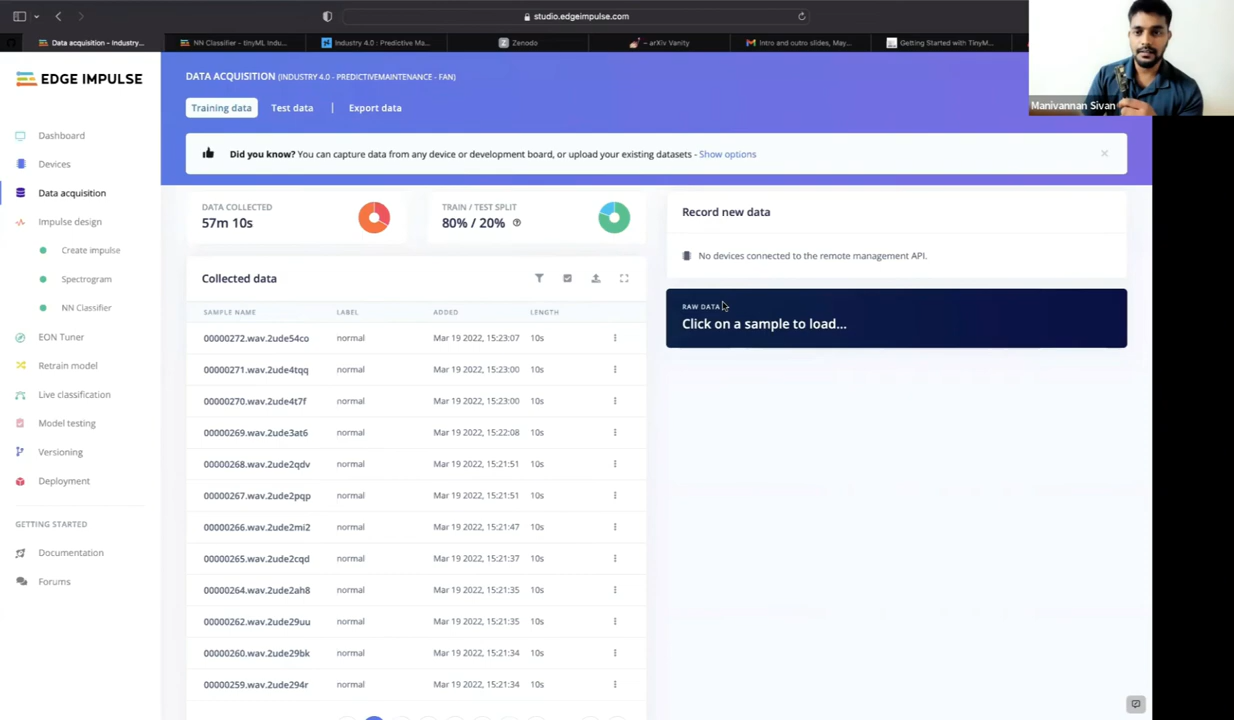 studio.edgeimpulse.com
Data acquisition - Industry...
NN Classifier - tinyML Indu...
Industry 4.0 : Predictive Ma...
Zenodo
– arXiv Vanity
Intro and outro slides, May...
Getting Started with TinyM...
Manivannan Sivan
EDGE IMPULSE
Dashboard
Devices
Data acquisition
Impulse design
Create impulse
Spectrogram
NN Classifier
EON Tuner
Retrain model
Live classification
Model testing
Versioning
Deployment
GETTING STARTED
Documentation
Forums
DATA ACQUISITION (INDUSTRY 4.0 - PREDICTIVEMAINTENANCE - FAN)
Training data
Test data
Export data
Did you know? You can capture data from any device or development board, or upload your existing datasets - Show options
DATA COLLECTED
57m 10s
TRAIN / TEST SPLIT
80% / 20%
Collected data
SAMPLE NAME LABEL ADDED LENGTH
00000272.wav.2ude54co normal Mar 19 2022, 15:23:07 10s
00000271.wav.2ude4tqq normal Mar 19 2022, 15:23:00 10s
00000270.wav.2ude4t7f normal Mar 19 2022, 15:23:00 10s
00000269.wav.2ude3at6 normal Mar 19 2022, 15:22:08 10s
00000268.wav.2ude2qdv normal Mar 19 2022, 15:21:51 10s
00000267.wav.2ude2pqp normal Mar 19 2022, 15:21:51 10s
00000266.wav.2ude2mi2 normal Mar 19 2022, 15:21:47 10s
00000265.wav.2ude2cqd normal Mar 19 2022, 15:21:37 10s
00000264.wav.2ude2ah8 normal Mar 19 2022, 15:21:35 10s
00000262.wav.2ude29uu normal Mar 19 2022, 15:21:35 10s
00000260.wav.2ude29bk normal Mar 19 2022, 15:21:34 10s
00000259.wav.2ude294r normal Mar 19 2022, 15:21:34 10s
Record new data
No devices connected to the remote management API.
RAW DATA
Click on a sample to load...